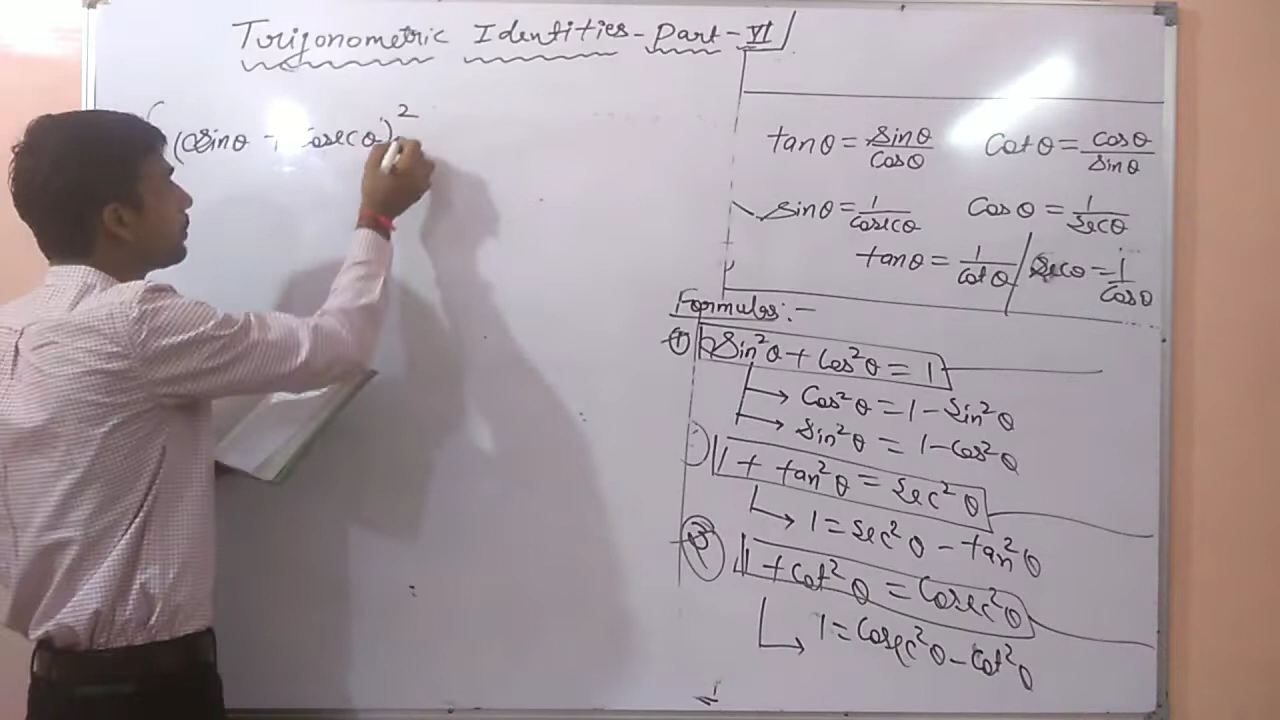 Trigonometric Identities - Part - VI
(Sinθ + Cosecθ)²
tanθ = Sinθ/Cosθ Cotθ = Cosθ/Sinθ
Sinθ = 1/Cosecθ Cosθ = 1/Secθ
tanθ = 1/Cotθ / Secθ = 1/Cosθ
Formulas :-
① Sin²θ + Cos²θ = 1
→ Cos²θ = 1 - Sin²θ
→ Sin²θ = 1 - Cos²θ
1 + tan²θ = Sec²θ
→ 1 = Sec²θ - tan²θ
③ 1 + Cot²θ = Cosec²θ
→ 1 = Cosec²θ - Cot²θ